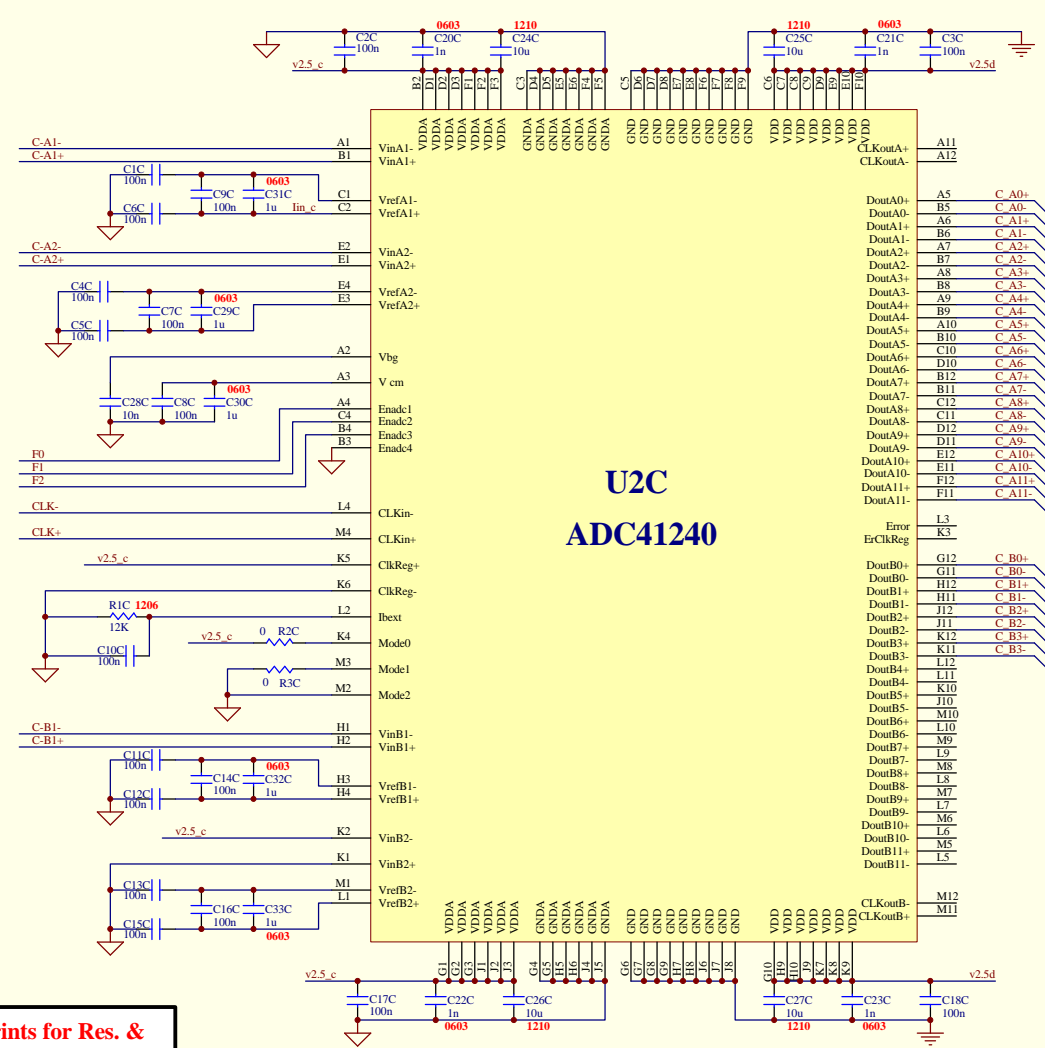 0603 1210 1210 0603
C2C 100n C20C 1n C24C 10u C25C 10u C21C 1n C3C 100n
v2.5_c v2.5d
B2 D1 D2 D3 F1 F2 F3 C3 D4 D5 E5 E6 F4 F5 C5 D6 D7 D8 E7 E8 F6 F7 F8 F9 C6 C7 C8 C9 D9 E9 E10 F10
VDDA VDDA VDDA VDDA VDDA VDDA VDDA GNDA GNDA GNDA GNDA GNDA GNDA GNDA GND GND GND GND GND GND GND GND GND GND VDD VDD VDD VDD VDD VDD VDD VDD
C-A1- A1 VinA1-
C-A1+ B1 VinA1+
C1C 100n
C6C 100n
C9C 100n
0603
C31C 1u
Iin_c
C1 VrefA1-
C2 VrefA1+
C-A2- E2 VinA2-
C-A2+ E1 VinA2+
C4C 100n
C5C 100n
C7C 100n
0603
C29C 1u
E4 VrefA2-
E3 VrefA2+
A2 Vbg
A3 V cm
C28C 10n
C8C 100n
0603
C30C 1u
A4 Enadc1
C4 Enadc2
B4 Enadc3
B3 Enadc4
F0
F1
F2
CLK- L4 CLKin-
CLK+ M4 CLKin+
v2.5_c K5 ClkReg+
K6 ClkReg-
R1C 1206
12K
L2 Ibext
C10C 100n
v2.5_c 0 R2C K4 Mode0
M3 Mode1
0 R3C
M2 Mode2
C-B1- H1 VinB1-
C-B1+ H2 VinB1+
C11C 100n
C12C 100n
C14C 100n
0603
C32C 1u
H3 VrefB1-
H4 VrefB1+
v2.5_c K2 VinB2-
K1 VinB2+
C13C 100n
C15C 100n
C16C 100n
C33C 1u
0603
M1 VrefB2-
L1 VrefB2+
U2C
ADC41240
CLKoutA+ A11
CLKoutA- A12
DoutA0+ A5 C_A0+
DoutA0- B5 C_A0-
DoutA1+ A6 C_A1+
DoutA1- B6 C_A1-
DoutA2+ A7 C_A2+
DoutA2- B7 C_A2-
DoutA3+ A8 C_A3+
DoutA3- B8 C_A3-
DoutA4+ A9 C_A4+
DoutA4- B9 C_A4-
DoutA5+ A10 C_A5+
DoutA5- B10 C_A5-
DoutA6+ C10 C_A6+
DoutA6- D10 C_A6-
DoutA7+ B12 C_A7+
DoutA7- B11 C_A7-
DoutA8+ C12 C_A8+
DoutA8- C11 C_A8-
DoutA9+ D12 C_A9+
DoutA9- D11 C_A9-
DoutA10+ E12 C_A10+
DoutA10- E11 C_A10-
DoutA11+ F12 C_A11+
DoutA11- F11 C_A11-
Error L3
ErClkReg K3
DoutB0+ G12 C_B0+
DoutB0- G11 C_B0-
DoutB1+ H12 C_B1+
DoutB1- H11 C_B1-
DoutB2+ J12 C_B2+
DoutB2- J11 C_B2-
DoutB3+ K12 C_B3+
DoutB3- K11 C_B3-
DoutB4+ L12
DoutB4- L11
DoutB5+ K10
DoutB5- J10
DoutB6+ M10
DoutB6- L10
DoutB7+ M9
DoutB7- L9
DoutB8+ M8
DoutB8- L8
DoutB9+ M7
DoutB9- L7
DoutB10+ M6
DoutB10- L6
DoutB11+ M5
DoutB11- L5
CLKoutB- M12
CLKoutB+ M11
VDDA VDDA VDDA VDDA VDDA VDDA GNDA GNDA GNDA GNDA GNDA GNDA GND GND GND GND GND GND GND GND GND VDD VDD VDD VDD VDD VDD VDD
G1 G2 G3 J1 J2 J3 G4 G5 H5 H6 J4 J5 G6 G7 G8 G9 H7 H8 J6 J7 J8 G10 H9 H10 J9 K7 K8 K9
v2.5_c v2.5d
C17C 100n C22C 1n C26C 10u C27C 10u C23C 1n C18C 100n
0603 1210 1210 0603
ints for Res. &